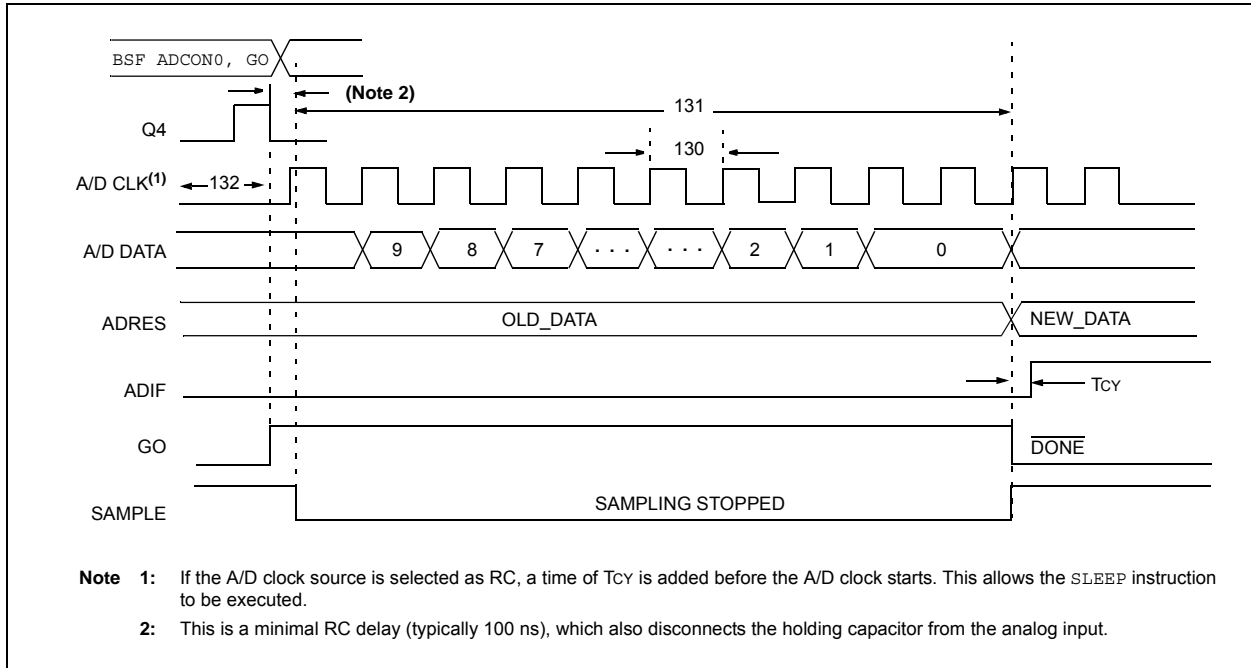 BSF ADCON0, GO
(Note 2)
131
Q4
130
A/D CLK(1)
132
A/D DATA
9 8 7 · · · · · · 2 1 0
ADRES
OLD_DATA
NEW_DATA
ADIF
TCY
GO
DONE
SAMPLE
SAMPLING STOPPED
Note 1: If the A/D clock source is selected as RC, a time of TCY is added before the A/D clock starts. This allows the SLEEP instruction
to be executed.
2: This is a minimal RC delay (typically 100 ns), which also disconnects the holding capacitor from the analog input.